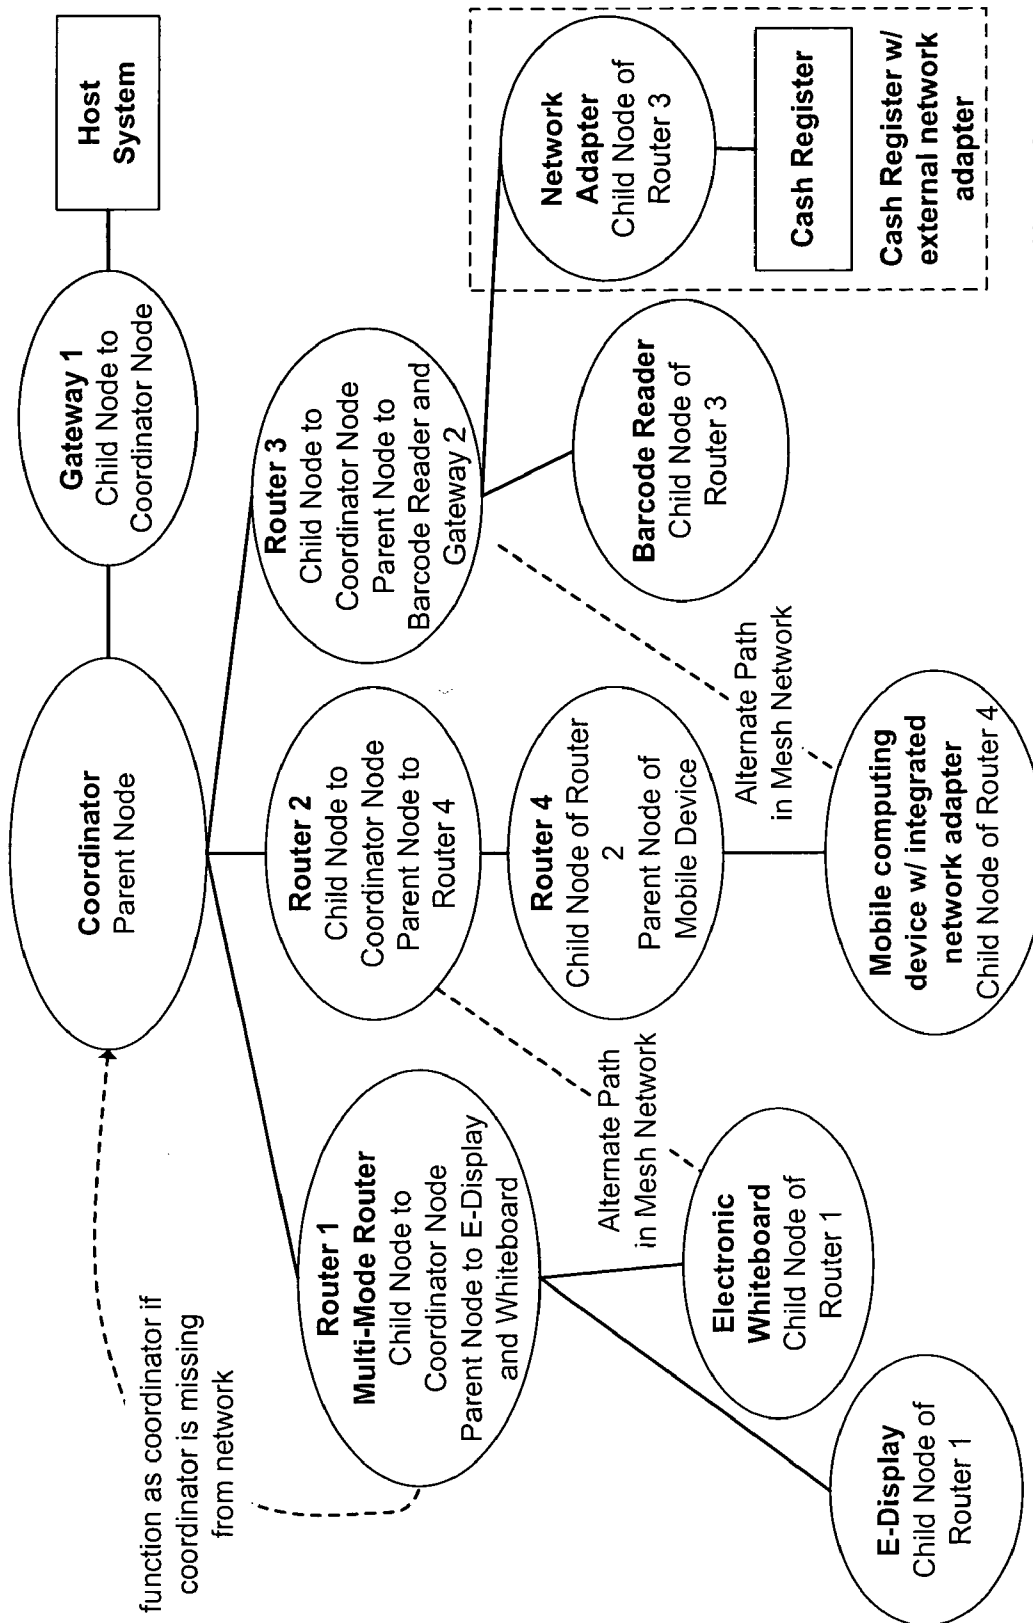 Coordinator
Parent Node
Gateway 1
Child Node to
Coordinator Node
Host
System
function as coordinator if
coordinator is missing
from network
Router 1
Multi-Mode Router
Child Node to
Coordinator Node
Parent Node to E-Display
and Whiteboard
Router 2
Child Node to
Coordinator Node
Parent Node to
Router 4
Router 3
Child Node to
Coordinator Node
Parent Node to
Barcode Reader and
Gateway 2
Network
Adapter
Child Node of
Router 3
Router 4
Child Node of Router
2
Parent Node of
Mobile Device
Barcode Reader
Child Node of
Router 3
Cash Register
Cash Register w/
external network
adapter
Alternate Path
in Mesh Network
Alternate Path
in Mesh Network
Electronic
Whiteboard
Child Node of
Router 1
E-Display
Child Node of
Router 1
Mobile computing
device w/ integrated
network adapter
Child Node of Router 4